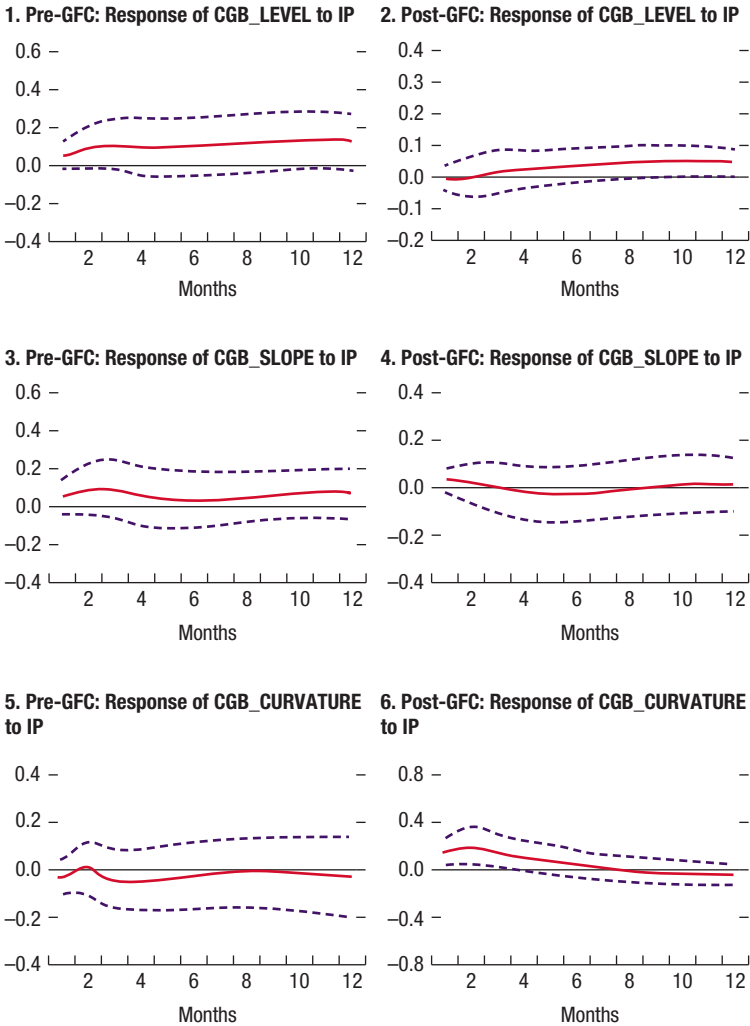 1. Pre-GFC: Response of CGB_LEVEL to IP
0.6
0.4
0.2
0.0
–0.2
–0.4
2 4 6 8 10 12
Months
2. Post-GFC: Response of CGB_LEVEL to IP
0.4
0.3
0.2
0.1
0.0
–0.1
–0.2
2 4 6 8 10 12
Months
3. Pre-GFC: Response of CGB_SLOPE to IP
0.6
0.4
0.2
0.0
–0.2
–0.4
2 4 6 8 10 12
Months
4. Post-GFC: Response of CGB_SLOPE to IP
0.4
0.2
0.0
–0.2
–0.4
2 4 6 8 10 12
Months
5. Pre-GFC: Response of CGB_CURVATURE
to IP
0.4
0.2
0.0
–0.2
–0.4
2 4 6 8 10 12
Months
6. Post-GFC: Response of CGB_CURVATURE
to IP
0.8
0.4
0.0
–0.4
–0.8
2 4 6 8 10 12
Months